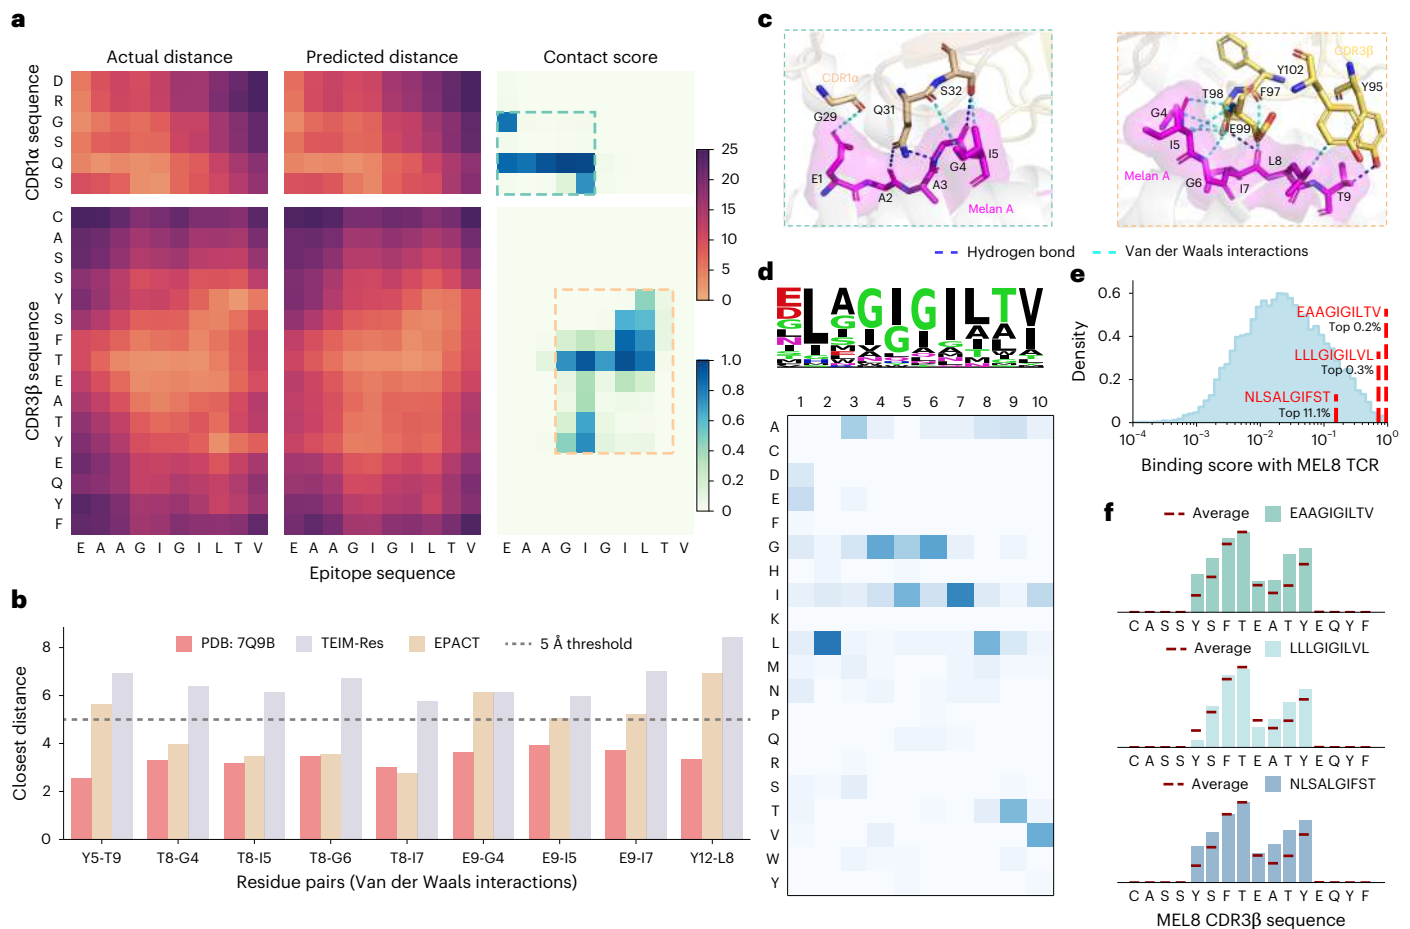 a
Actual distance
Predicted distance
Contact score
CDR1α sequence
D
R
G
S
Q
S
CDR3β sequence
C
A
S
S
Y
S
F
T
E
A
T
Y
E
Q
Y
F
E A A G I G I L T V
E A A G I G I L T V
E A A G I G I L T V
Epitope sequence
25
20
15
10
5
0
1.0
0.8
0.6
0.4
0.2
0
b
Closest distance
8
6
4
2
0
PDB: 7Q9B
TEIM-Res
EPACT
5 Å threshold
Y5-T9
T8-G4
T8-I5
T8-G6
T8-I7
E9-G4
E9-I5
E9-I7
Y12-L8
Residue pairs (Van der Waals interactions)
c
CDR1α
G29
Q31
S32
E1
A2
A3
G4
I5
Melan A
CDR3β
Y102
Y95
T98
F97
E99
G4
I5
G6
I7
L8
T9
Melan A
Hydrogen bond
Van der Waals interactions
d
1 2 3 4 5 6 7 8 9 10
A
C
D
E
F
G
H
I
K
L
M
N
P
Q
R
S
T
V
W
Y
e
Density
0.6
0.4
0.2
0
EAAGIGILTV
Top 0.2%
LLLGIGILVL
Top 0.3%
NLSALGIFST
Top 11.1%
10⁻⁴ 10⁻³ 10⁻² 10⁻¹ 10⁰
Binding score with MEL8 TCR
f
Average
EAAGIGILTV
C A S S Y S F T E A T Y E Q Y F
Average
LLLGIGILVL
C A S S Y S F T E A T Y E Q Y F
Average
NLSALGIFST
C A S S Y S F T E A T Y E Q Y F
MEL8 CDR3β sequence